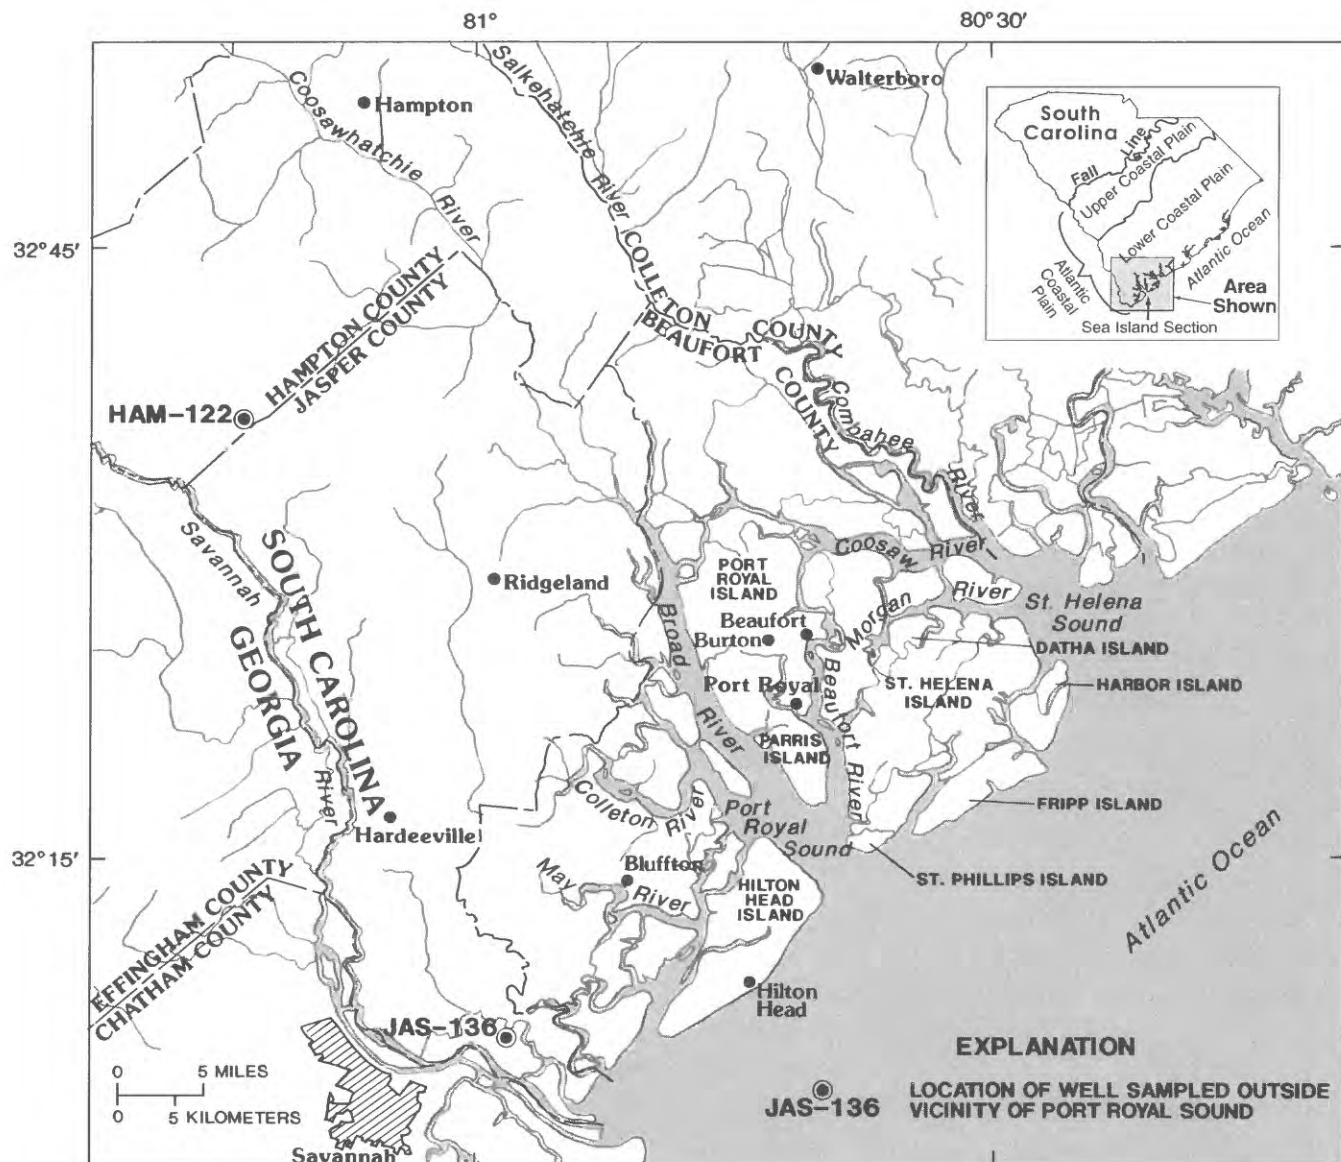 81°
80°30′
Salkehatchie River
Walterboro
Coosawhatchie River
Hampton
South
Carolina
Fall Line
Upper Coastal Plain
Lower Coastal Plain
Atlantic Ocean
Atlantic
Coastal
Plain
Area
Shown
Sea Island Section
32°45′
COLLETON COUNTY
BEAUFORT COUNTY
HAMPTON COUNTY
JASPER COUNTY
HAM-122
Combahee River
Savannah River
SOUTH CAROLINA
GEORGIA
Coosaw River
PORT
ROYAL
ISLAND
Ridgeland
Morgan River
St. Helena
Sound
Beaufort
Burton
Broad River
DATHA ISLAND
Port Royal
Beaufort River
ST. HELENA
ISLAND
HARBOR ISLAND
PARRIS
ISLAND
Colleton River
Port
Royal
Sound
FRIPP ISLAND
Hardeeville
32°15′
May River
Bluffton
ST. PHILLIPS ISLAND
Atlantic Ocean
HILTON
HEAD
ISLAND
EFFINGHAM COUNTY
CHATHAM COUNTY
Hilton
Head
JAS-136
EXPLANATION
0 5 MILES
0 5 KILOMETERS
JAS-136 LOCATION OF WELL SAMPLED OUTSIDE
VICINITY OF PORT ROYAL SOUND
Savannah